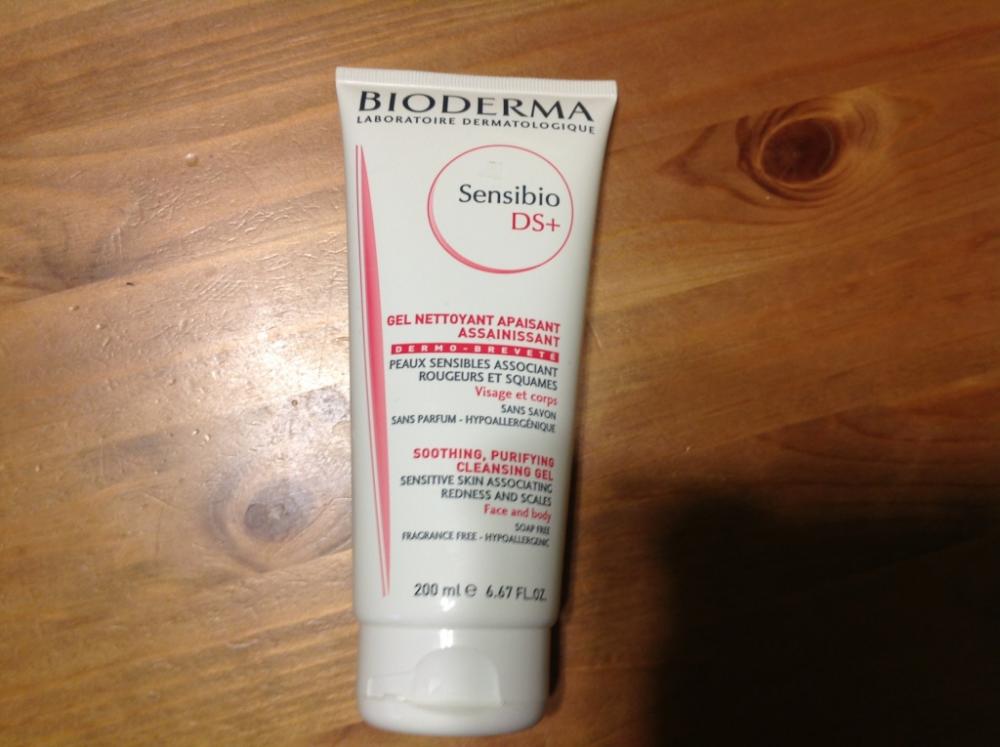 BIODERMA
LABORATOIRE DERMATOLOGIQUE
Sensibio
DS+
GEL NETTOYANT APAISANT
ASSAINISSANT
DERMO-BREVETÉ
PEAUX SENSIBLES ASSOCIANT
ROUGEURS ET SQUAMES
Visage et corps
SANS SAVON
SANS PARFUM - HYPOALLERGÉNIQUE
SOOTHING, PURIFYING
CLEANSING GEL
SENSITIVE SKIN ASSOCIATING
REDNESS AND SCALES
Face and body
SOAP FREE
FRAGRANCE FREE - HYPOALLERGENIC
200 ml ℮ 6.67 FL.OZ.